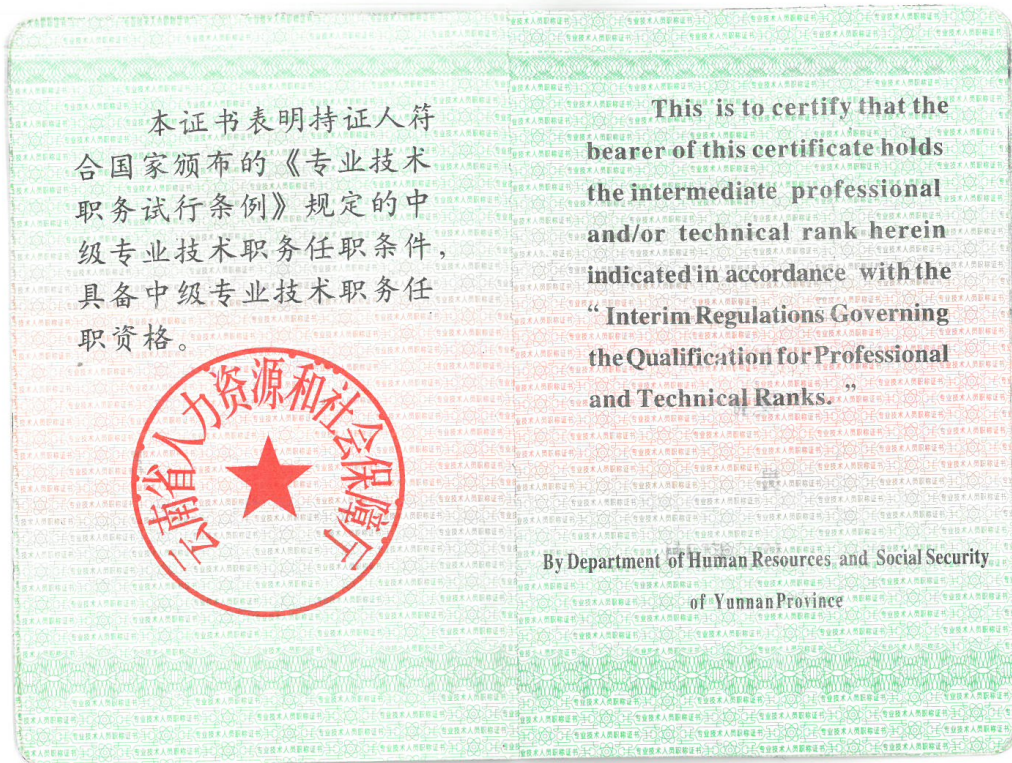 本证书表明持证人符
合国家颁布的《专业技术
职务试行条例》规定的中
级专业技术职务任职条件，
具备中级专业技术职务任
职资格。
云南省人力资源和社会保障厅
This is to certify that the
bearer of this certificate holds
the intermediate professional
and/or technical rank herein
indicated in accordance with the
“ Interim Regulations Governing
the Qualification for Professional
and Technical Ranks. ”
By Department of Human Resources and Social Security
of Yunnan Province